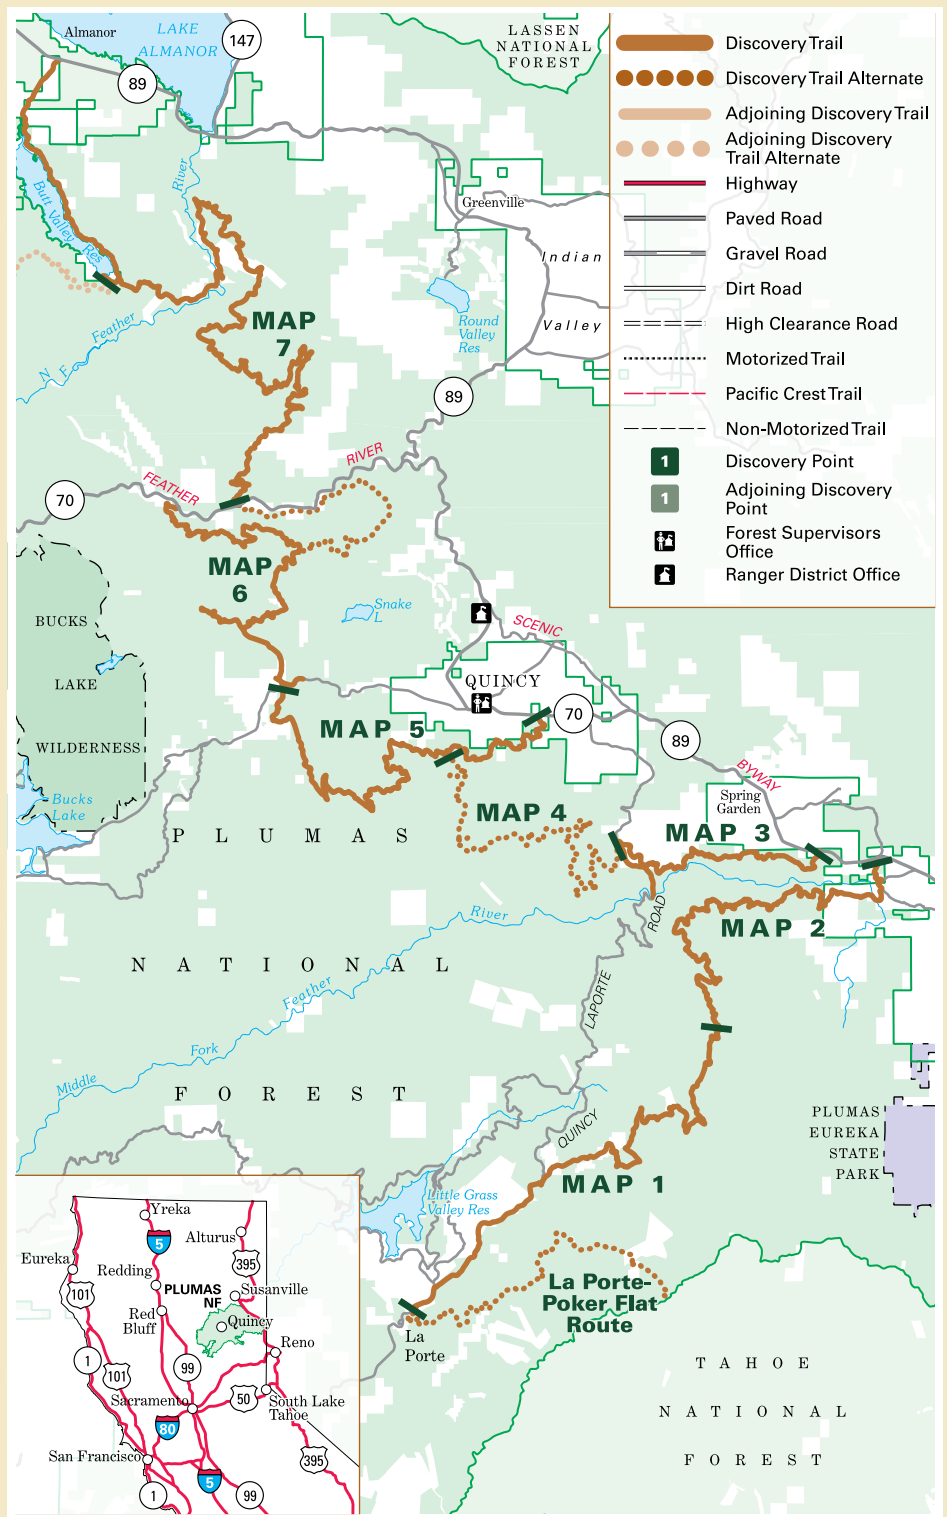 Almanor
LAKE
ALMANOR
147
89
LASSEN
NATIONAL
FOREST
Discovery Trail
Discovery Trail Alternate
Adjoining Discovery Trail
Adjoining Discovery
Trail Alternate
Highway
Paved Road
Gravel Road
Dirt Road
High Clearance Road
Motorized Trail
Pacific Crest Trail
Non-Motorized Trail
1
Discovery Point
1
Adjoining Discovery
Point
Forest Supervisors
Office
Ranger District Office
River
Butt Valley Res
Greenville
Indian
Valley
Round
Valley
Res
N F Feather
MAP
7
89
RIVER
FEATHER
70
MAP
6
Snake
L
SCENIC
BUCKS
LAKE
WILDERNESS
QUINCY
MAP 5
70
89
BYWAY
Spring
Garden
Bucks
Lake
MAP 4
MAP 3
PLUMAS
River
ROAD
MAP 2
NATIONAL
Feather
LAPORTE
Fork
Middle
FOREST
QUINCY
PLUMAS
EUREKA
STATE
PARK
MAP 1
Little Grass
Valley Res
La Porte-
Poker Flat
Route
La
Porte
TAHOE
NATIONAL
FOREST
Yreka
5
Alturus
395
Eureka
Redding
101
PLUMAS
NF
Susanville
Red
Bluff
Quincy
Reno
1
101
99
Sacramento
50
South Lake
Tahoe
80
San Francisco
395
5
1
99